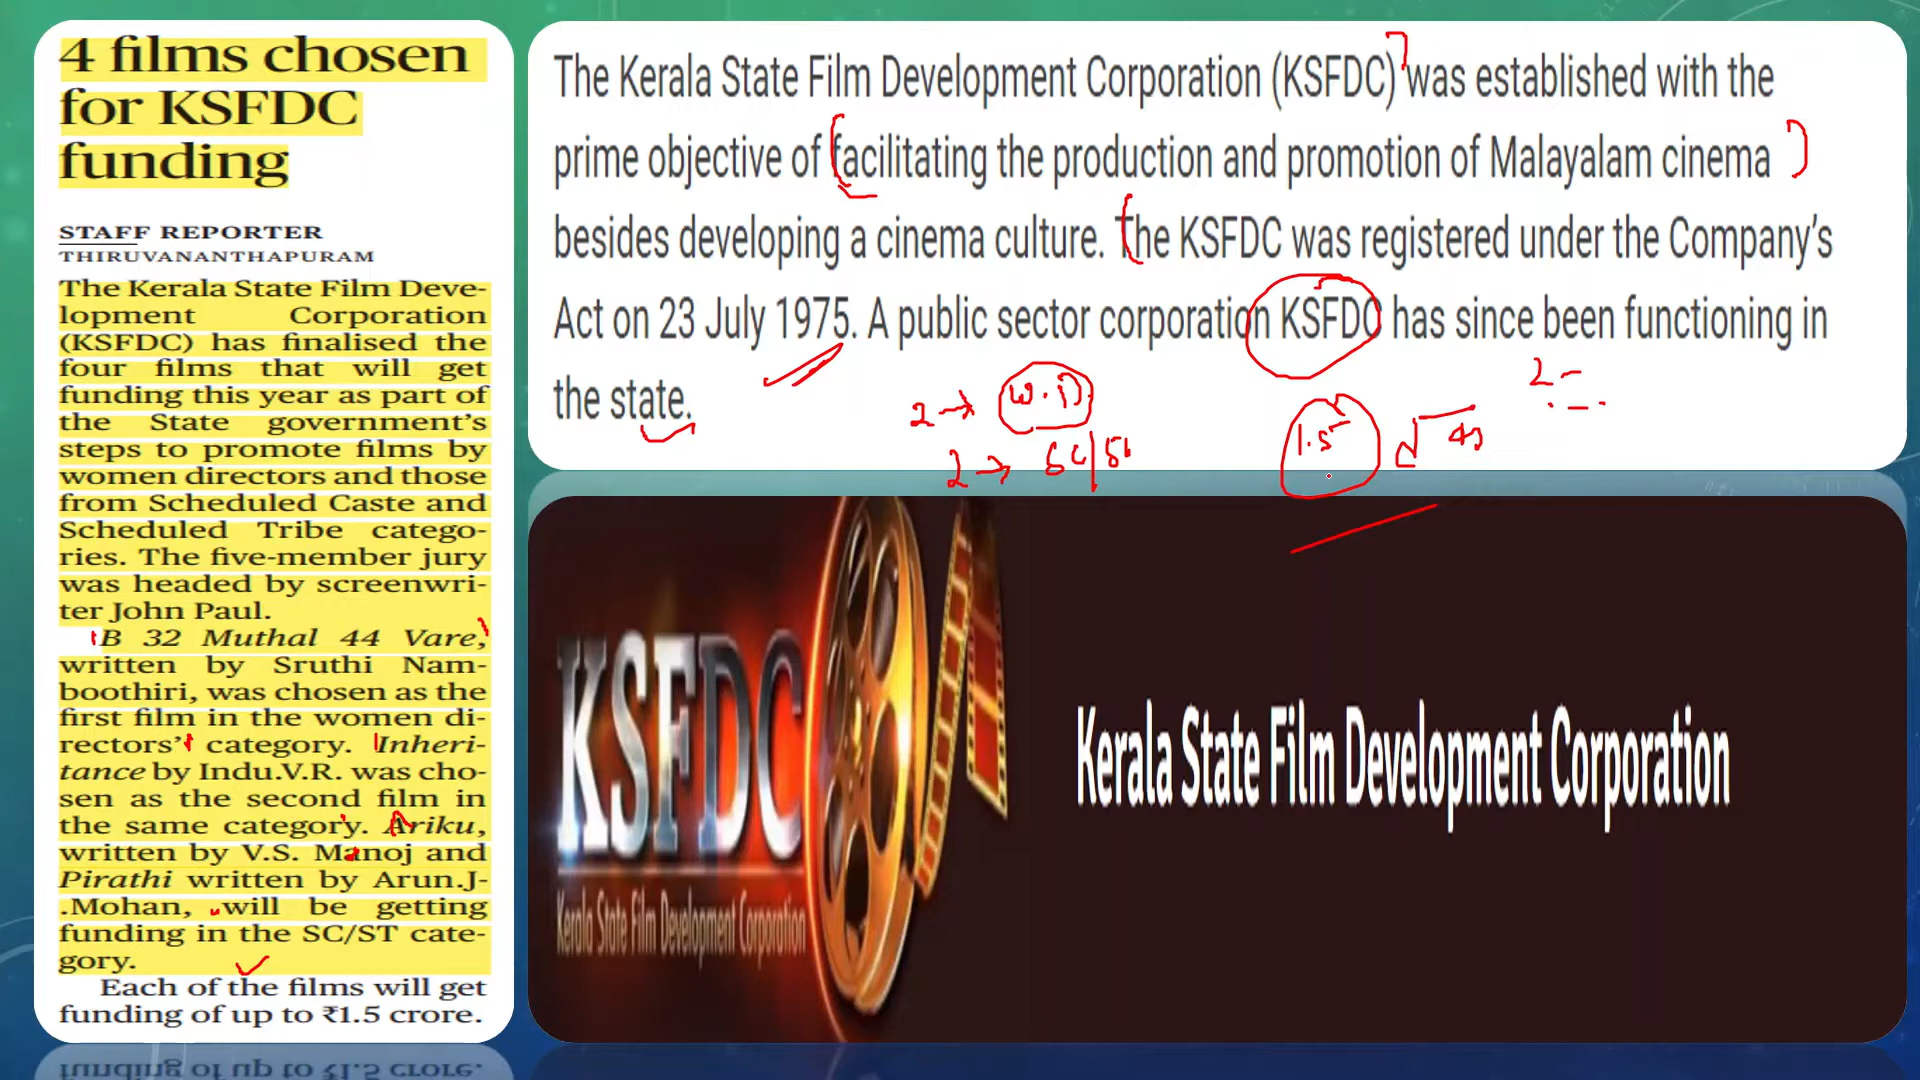 4 films chosen
for KSFDC
funding
STAFF REPORTER
THIRUVANANTHAPURAM
The Kerala State Film Deve-
lopment Corporation
(KSFDC) has finalised the
four films that will get
funding this year as part of
the State government's
steps to promote films by
women directors and those
from Scheduled Caste and
Scheduled Tribe catego-
ries. The five-member jury
was headed by screenwri-
ter John Paul.
B 32 Muthal 44 Vare,
written by Sruthi Nam-
boothiri, was chosen as the
first film in the women di-
rectors' category. Inheri-
tance by Indu.V.R. was cho-
sen as the second film in
the same category. Ariku,
written by V.S. Manoj and
Pirathi written by Arun.J-
.Mohan, will be getting
funding in the SC/ST cate-
gory.
Each of the films will get
funding of up to ₹1.5 crore.
The Kerala State Film Development Corporation (KSFDC) was established with the
prime objective of facilitating the production and promotion of Malayalam cinema
besides developing a cinema culture. The KSFDC was registered under the Company's
Act on 23 July 1975. A public sector corporation KSFDC has since been functioning in
the state.
2 → W.D
2 → SC/St
1.5
2 -
KSFDC
Kerala State Film Development Corporation
Kerala State Film Development Corporation